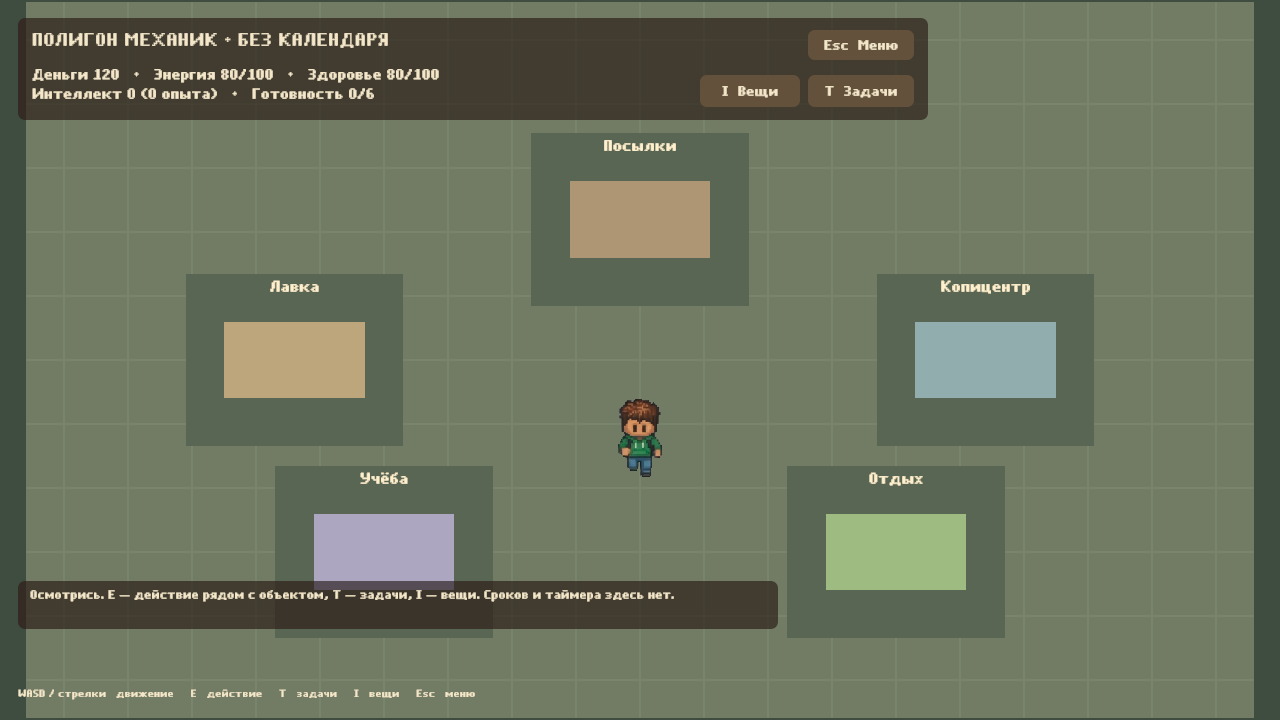 ПОЛИГОН МЕХАНИК • БЕЗ КАЛЕНДАРЯ
Esc Меню
Деньги 120 • Энергия 80/100 • Здоровье 80/100
Интеллект 0 (0 опыта) • Готовность 0/6
I Вещи
T Задачи
Посылки
Лавка
Копицентр
Учёба
Отдых
Осмотрись. E — действие рядом с объектом, T — задачи, I — вещи. Сроков и таймера здесь нет.
WASD / стрелки движение E действие T задачи I вещи Esc меню